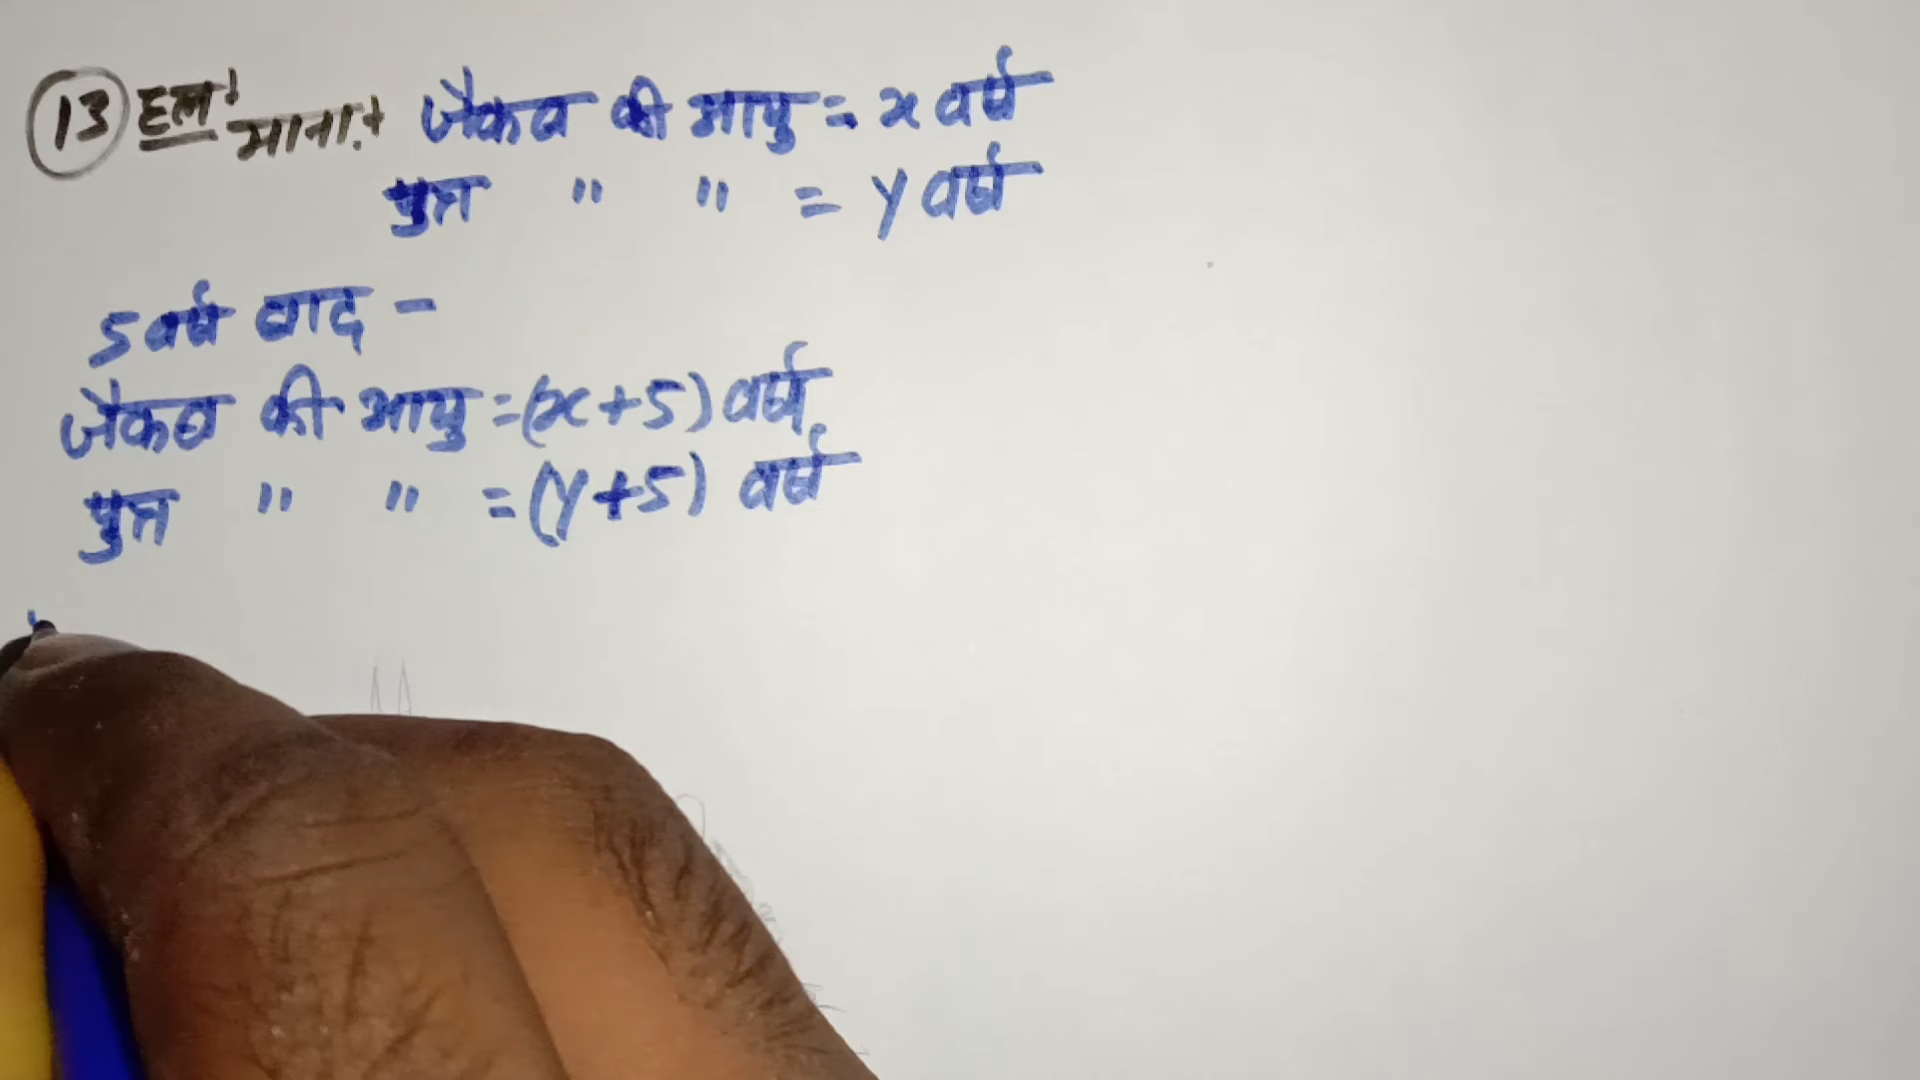 13 हल माना जैकब की आयु = x वर्ष
पुत्र " " = y वर्ष
5 वर्ष बाद -
जैकब की आयु = (x+5) वर्ष
पुत्र " " = (y+5) वर्ष